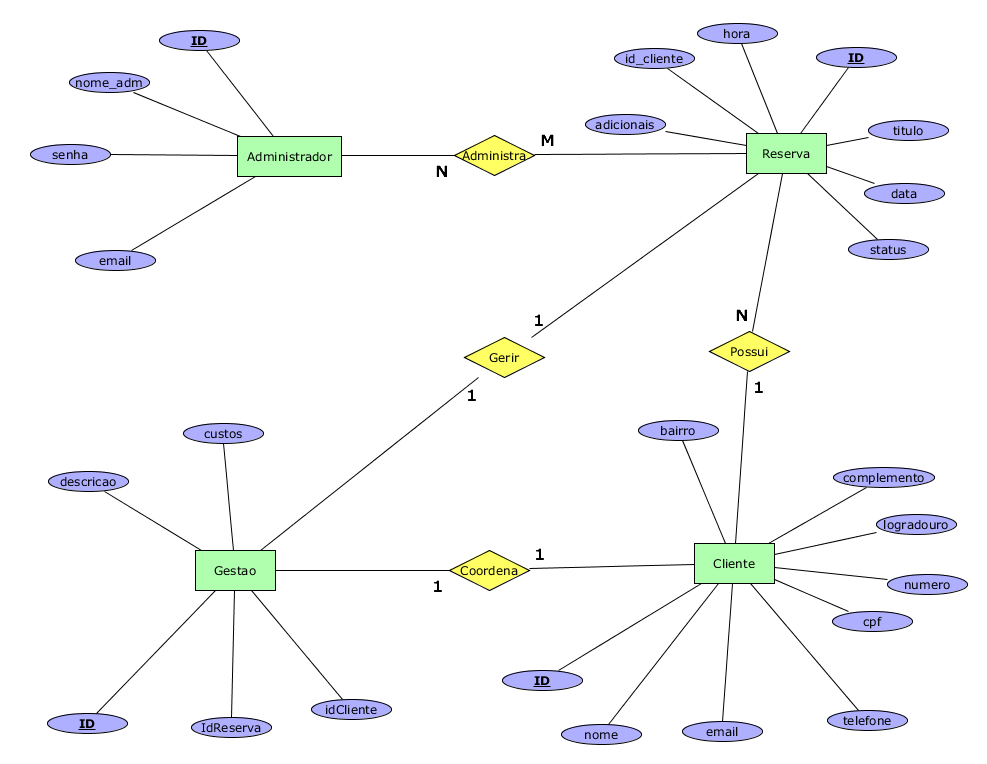 ID
nome_adm
senha
email
Administrador
N
Administra
M
hora
id_cliente
ID
adicionais
titulo
Reserva
data
status
1
Gerir
1
N
Possui
1
custos
descricao
Gestao
1
Coordena
1
bairro
complemento
logradouro
Cliente
numero
cpf
ID
IdReserva
idCliente
ID
nome
email
telefone